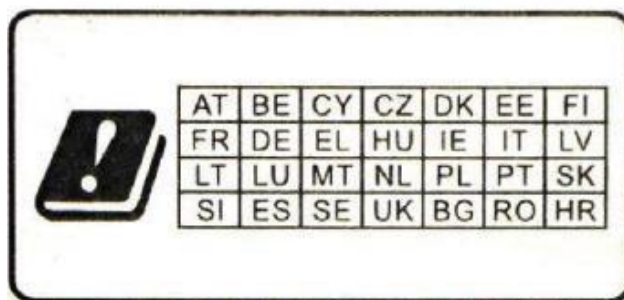 AT BE CY CZ DK EE FI
FR DE EL HU IE IT LV
LT LU MT NL PL PT SK
SI ES SE UK BG RO HR